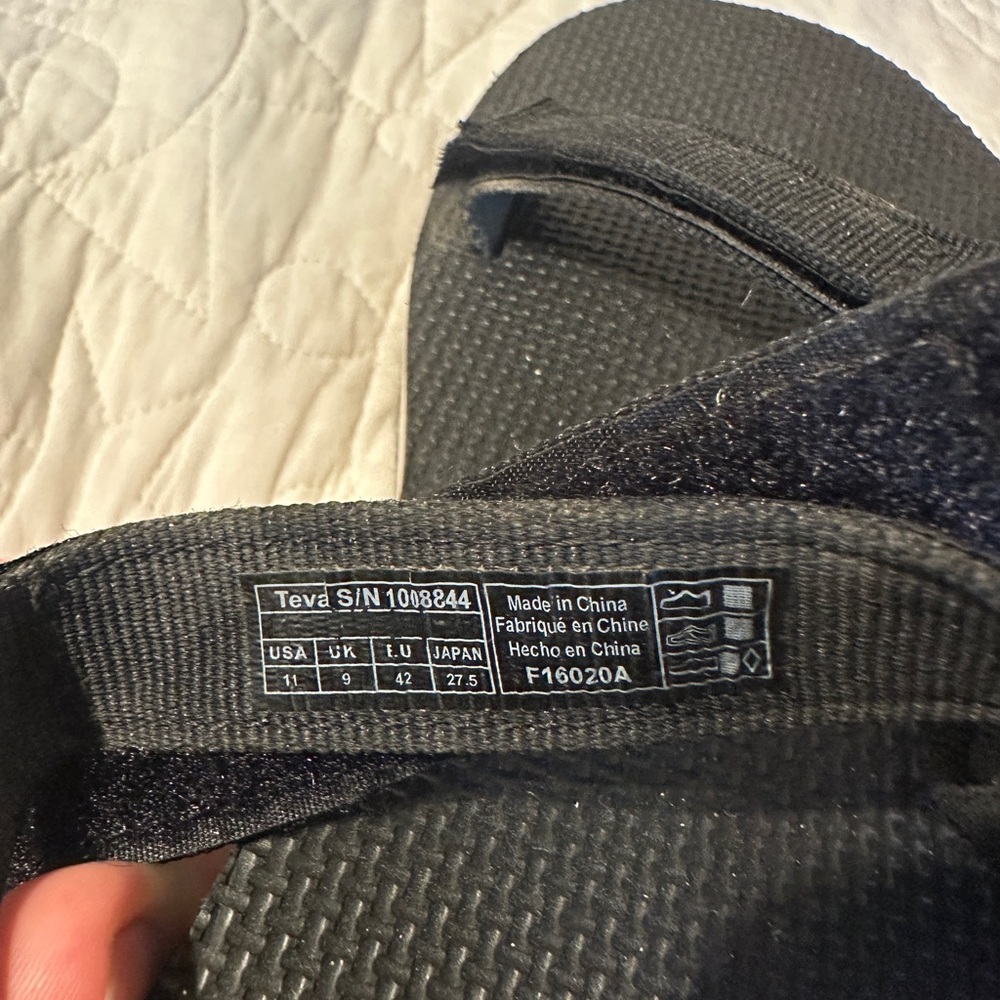 Teva S/N 1008844
USA UK EU JAPAN
11 9 42 27.5
Made in China
Fabriqué en Chine
Hecho en China
F16020A